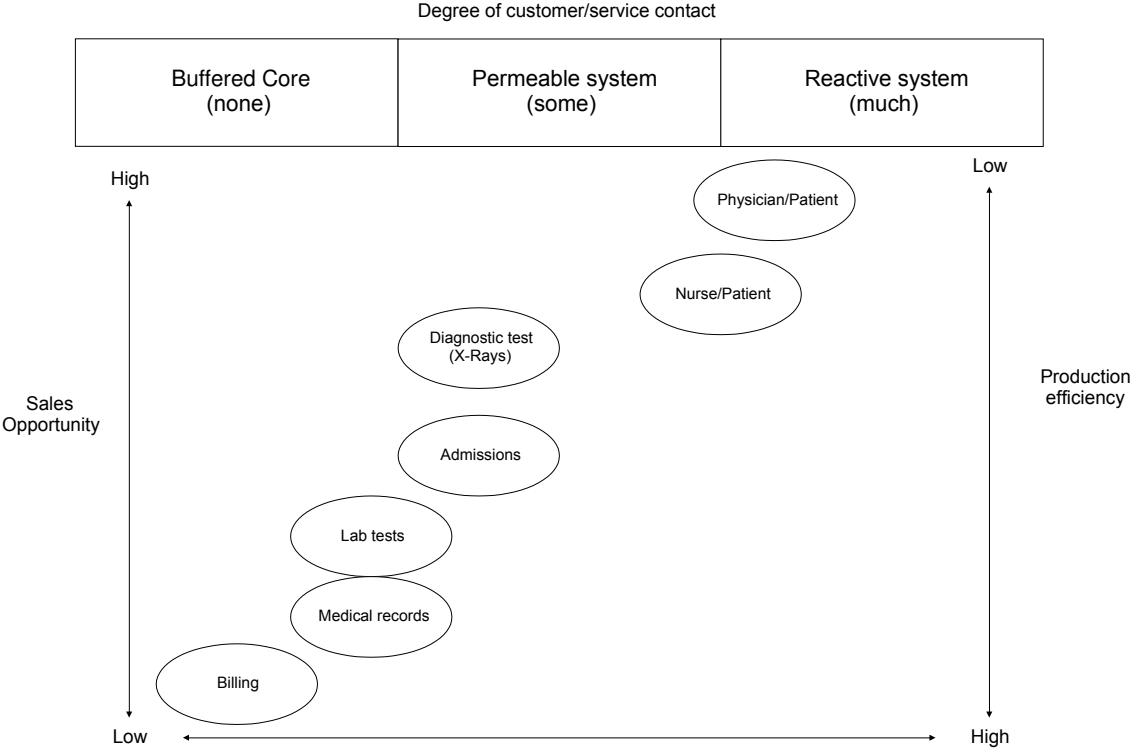 Degree of customer/service contact
Buffered Core
(none)
Permeable system
(some)
Reactive system
(much)
High
Low
Physician/Patient
Nurse/Patient
Diagnostic test
(X-Rays)
Sales
Opportunity
Production
efficiency
Admissions
Lab tests
Medical records
Billing
Low
High